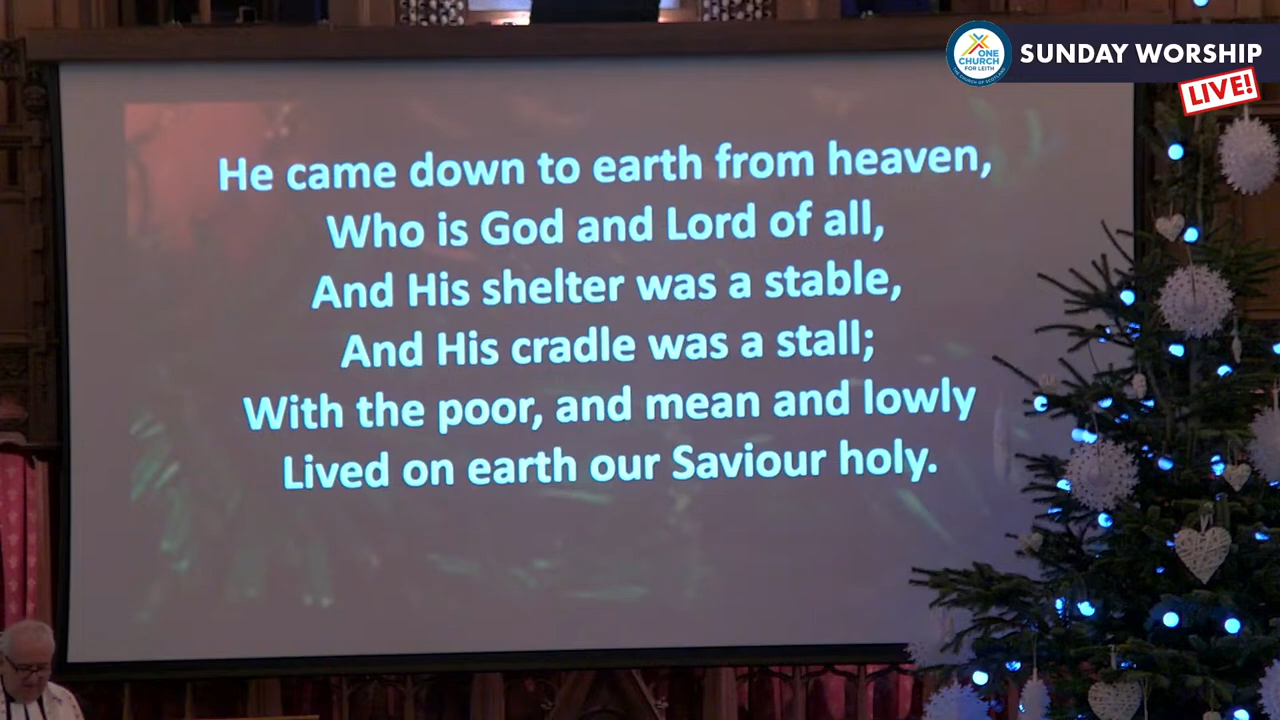 ONE
CHURCH
FOR LEITH
SUNDAY WORSHIP
LIVE!
He came down to earth from heaven,
Who is God and Lord of all,
And His shelter was a stable,
And His cradle was a stall;
With the poor, and mean and lowly
Lived on earth our Saviour holy.